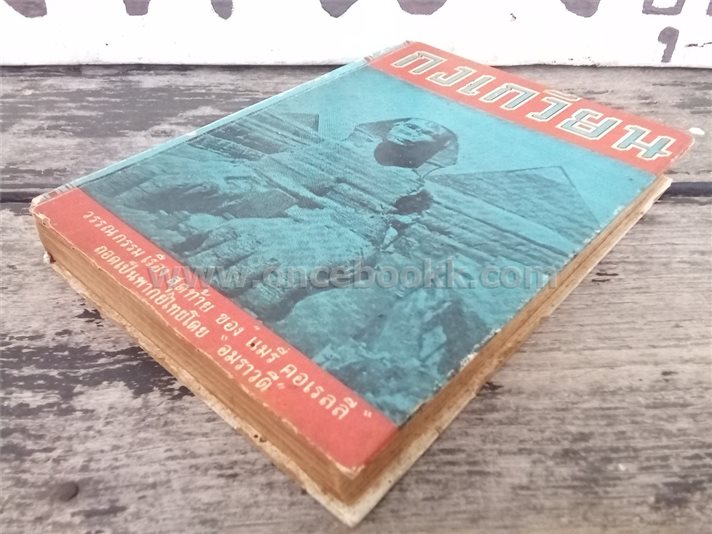 กงเกวียน
วรรณกรรมเรื่องสุดท้าย ของ "แมรี่ คอเรลลี"
ถอดเป็นพากย์ไทยโดย "อมราวดี"
www.oncebookk.com